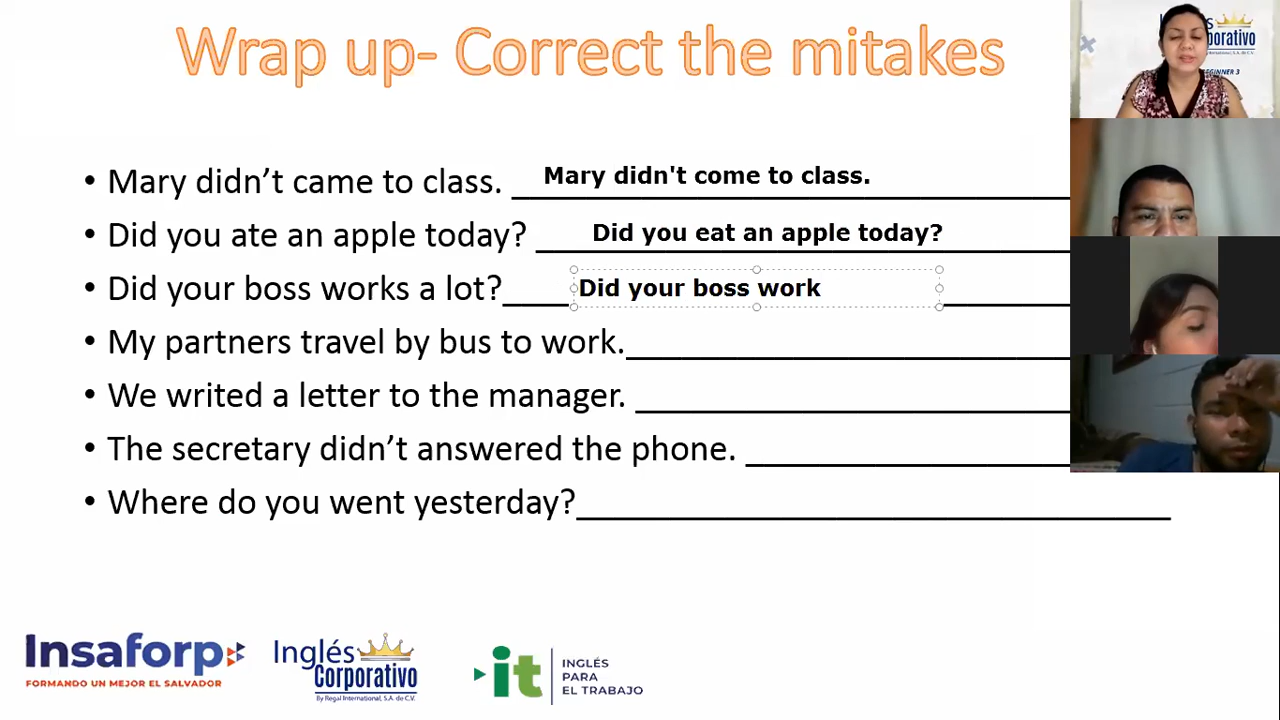 Wrap up- Correct the mitakes
• Mary didn't came to class. Mary didn't come to class.
• Did you ate an apple today? Did you eat an apple today?
• Did your boss works a lot? Did your boss work
• My partners travel by bus to work.
• We writed a letter to the manager.
• The secretary didn't answered the phone.
• Where do you went yesterday?
Insaforp
FORMANDO UN MEJOR EL SALVADOR
Inglés
Corporativo
By Regal International, S.A. de C.V.
it
INGLÉS
PARA
EL TRABAJO